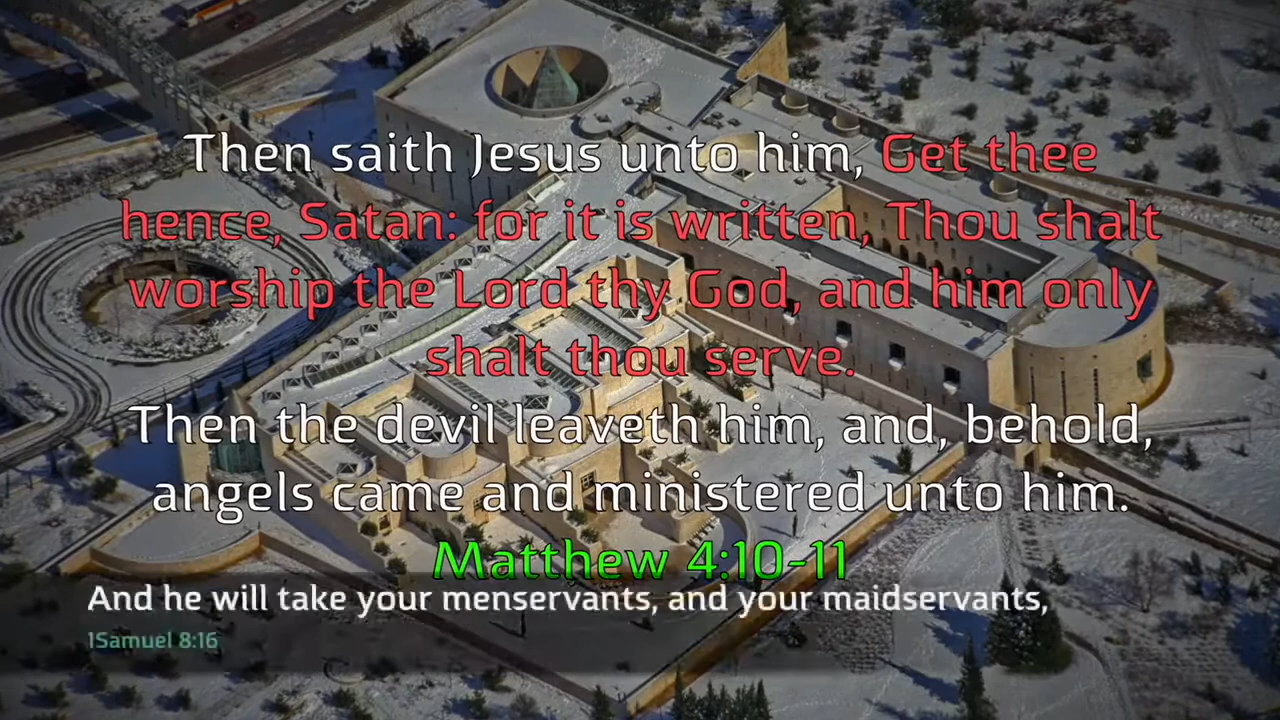 Then saith Jesus unto him, Get thee
hence, Satan: for it is written, Thou shalt
worship the Lord thy God, and him only
shalt thou serve.
Then the devil leaveth him, and, behold,
angels came and ministered unto him.
Matthew 4:10-11
And he will take your menservants, and your maidservants,
1Samuel 8:16